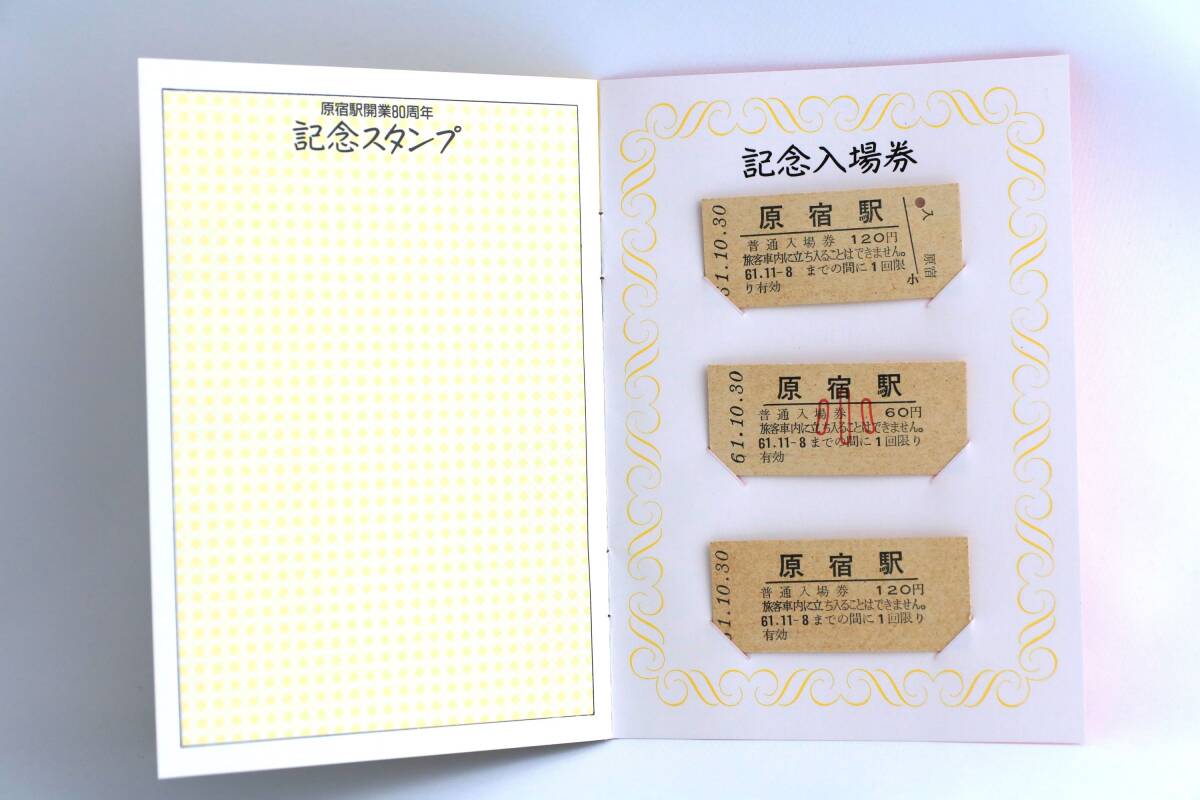 原宿駅開業80周年
記念スタンプ
記念入場券
61.10.30
原宿駅
普通入場券 120円
旅客車内に立ち入ることはできません。
61.11-8 までの間に1回限
り有効
入
原宿
小
61.10.30
原宿駅
小
普通入場券 60円
旅客車内に立ち入ることはできません。
61.11-8までの間に1回限り
有効
61.10.30
原宿駅
普通入場券 120円
旅客車内に立ち入ることはできません。
61.11-8までの間に1回限り
有効